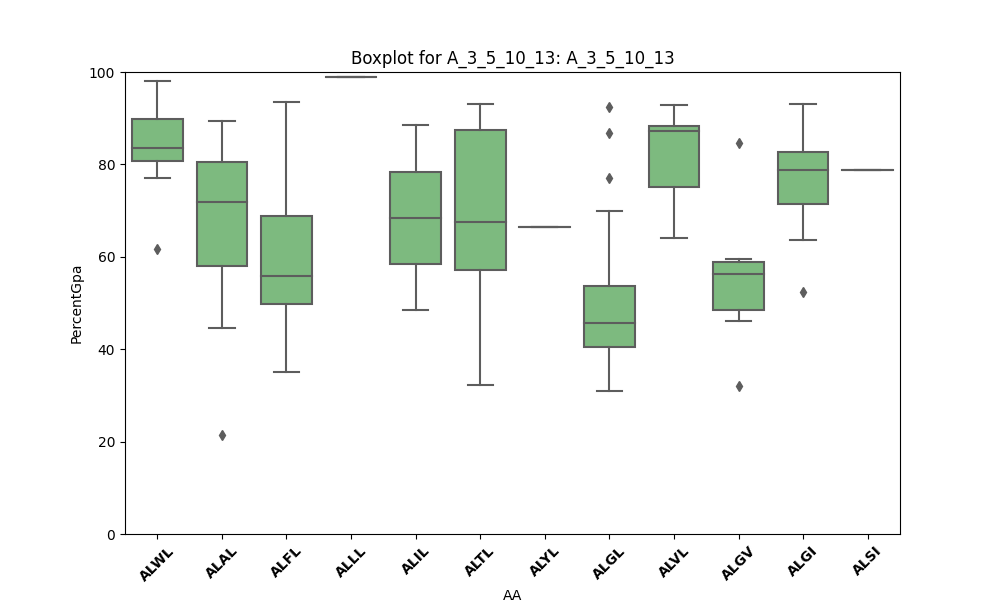 Boxplot for A_3_5_10_13: A_3_5_10_13
PercentGpa
100
80
60
40
20
0
ALWL ALAL ALFL ALLL ALIL ALTL ALYL ALGL ALVL ALGV ALGI ALSI
AA